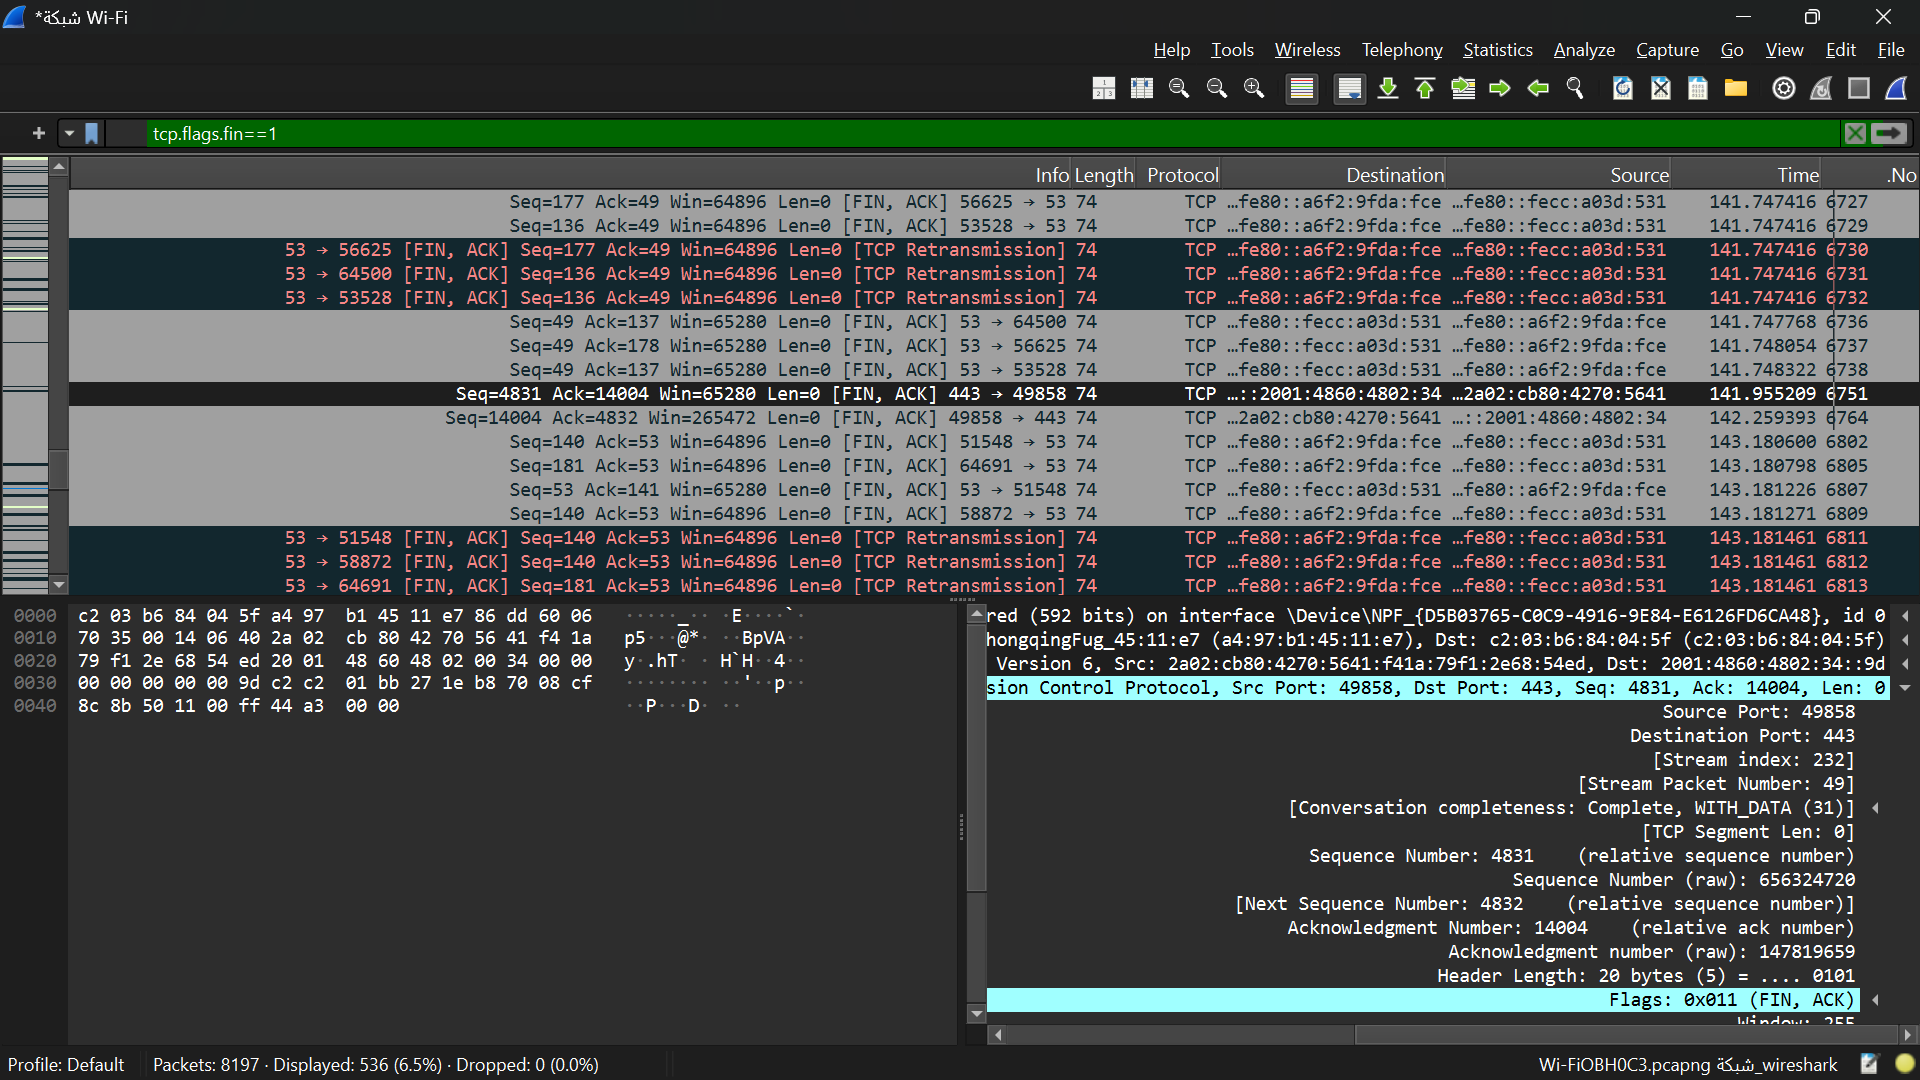 *شبكة Wi-Fi
Help Tools Wireless Telephony Statistics Analyze Capture Go View Edit File
tcp.flags.fin==1
Info Length Protocol Destination Source Time .No
Seq=177 Ack=49 Win=64896 Len=0 [FIN, ACK] 56625 → 53 74 TCP …fe80::a6f2:9fda:fce …fe80::fecc:a03d:531 141.747416 6727
Seq=136 Ack=49 Win=64896 Len=0 [FIN, ACK] 53528 → 53 74 TCP …fe80::a6f2:9fda:fce …fe80::fecc:a03d:531 141.747416 6729
53 → 56625 [FIN, ACK] Seq=177 Ack=49 Win=64896 Len=0 [TCP Retransmission] 74 TCP …fe80::a6f2:9fda:fce …fe80::fecc:a03d:531 141.747416 6730
53 → 64500 [FIN, ACK] Seq=136 Ack=49 Win=64896 Len=0 [TCP Retransmission] 74 TCP …fe80::a6f2:9fda:fce …fe80::fecc:a03d:531 141.747416 6731
53 → 53528 [FIN, ACK] Seq=136 Ack=49 Win=64896 Len=0 [TCP Retransmission] 74 TCP …fe80::a6f2:9fda:fce …fe80::fecc:a03d:531 141.747416 6732
Seq=49 Ack=137 Win=65280 Len=0 [FIN, ACK] 53 → 64500 74 TCP …fe80::fecc:a03d:531 …fe80::a6f2:9fda:fce 141.747768 6736
Seq=49 Ack=178 Win=65280 Len=0 [FIN, ACK] 53 → 56625 74 TCP …fe80::fecc:a03d:531 …fe80::a6f2:9fda:fce 141.748054 6737
Seq=49 Ack=137 Win=65280 Len=0 [FIN, ACK] 53 → 53528 74 TCP …fe80::fecc:a03d:531 …fe80::a6f2:9fda:fce 141.748322 6738
Seq=4831 Ack=14004 Win=65280 Len=0 [FIN, ACK] 443 → 49858 74 TCP …::2001:4860:4802:34 …2a02:cb80:4270:5641 141.955209 6751
Seq=14004 Ack=4832 Win=265472 Len=0 [FIN, ACK] 49858 → 443 74 TCP …2a02:cb80:4270:5641 …::2001:4860:4802:34 142.259393 6764
Seq=140 Ack=53 Win=64896 Len=0 [FIN, ACK] 51548 → 53 74 TCP …fe80::a6f2:9fda:fce …fe80::fecc:a03d:531 143.180600 6802
Seq=181 Ack=53 Win=64896 Len=0 [FIN, ACK] 64691 → 53 74 TCP …fe80::a6f2:9fda:fce …fe80::fecc:a03d:531 143.180798 6805
Seq=53 Ack=141 Win=65280 Len=0 [FIN, ACK] 53 → 51548 74 TCP …fe80::fecc:a03d:531 …fe80::a6f2:9fda:fce 143.181226 6807
Seq=140 Ack=53 Win=64896 Len=0 [FIN, ACK] 58872 → 53 74 TCP …fe80::a6f2:9fda:fce …fe80::fecc:a03d:531 143.181271 6809
53 → 51548 [FIN, ACK] Seq=140 Ack=53 Win=64896 Len=0 [TCP Retransmission] 74 TCP …fe80::a6f2:9fda:fce …fe80::fecc:a03d:531 143.181461 6811
53 → 58872 [FIN, ACK] Seq=140 Ack=53 Win=64896 Len=0 [TCP Retransmission] 74 TCP …fe80::a6f2:9fda:fce …fe80::fecc:a03d:531 143.181461 6812
53 → 64691 [FIN, ACK] Seq=181 Ack=53 Win=64896 Len=0 [TCP Retransmission] 74 TCP …fe80::a6f2:9fda:fce …fe80::fecc:a03d:531 143.181461 6813
0000 c2 03 b6 84 04 5f a4 97 b1 45 11 e7 86 dd 60 06 ·····_·· ·E····`·
0010 70 35 00 14 06 40 2a 02 cb 80 42 70 56 41 f4 1a p5···@*· ··BpVA··
0020 79 f1 2e 68 54 ed 20 01 48 60 48 02 00 34 00 00 y·.hT· · H`H··4··
0030 00 00 00 00 00 9d c2 c2 01 bb 27 1e b8 70 08 cf ········ ··'··p··
0040 8c 8b 50 11 00 ff 44 a3 00 00 ··P···D· ··
red (592 bits) on interface \Device\NPF_{D5B03765-C0C9-4916-9E84-E6126FD6CA48}, id 0
hongqingFug_45:11:e7 (a4:97:b1:45:11:e7), Dst: c2:03:b6:84:04:5f (c2:03:b6:84:04:5f)
Version 6, Src: 2a02:cb80:4270:5641:f41a:79f1:2e68:54ed, Dst: 2001:4860:4802:34::9d
sion Control Protocol, Src Port: 49858, Dst Port: 443, Seq: 4831, Ack: 14004, Len: 0
Source Port: 49858
Destination Port: 443
[Stream index: 232]
[Stream Packet Number: 49]
[Conversation completeness: Complete, WITH_DATA (31)]
[TCP Segment Len: 0]
Sequence Number: 4831 (relative sequence number)
Sequence Number (raw): 656324720
[Next Sequence Number: 4832 (relative sequence number)]
Acknowledgment Number: 14004 (relative ack number)
Acknowledgment number (raw): 147819659
Header Length: 20 bytes (5) = .... 0101
Flags: 0x011 (FIN, ACK)
Window: 255
Profile: Default Packets: 8197 · Displayed: 536 (6.5%) · Dropped: 0 (0.0%) Wi-FiOBH0C3.pcapng شبكة_wireshark